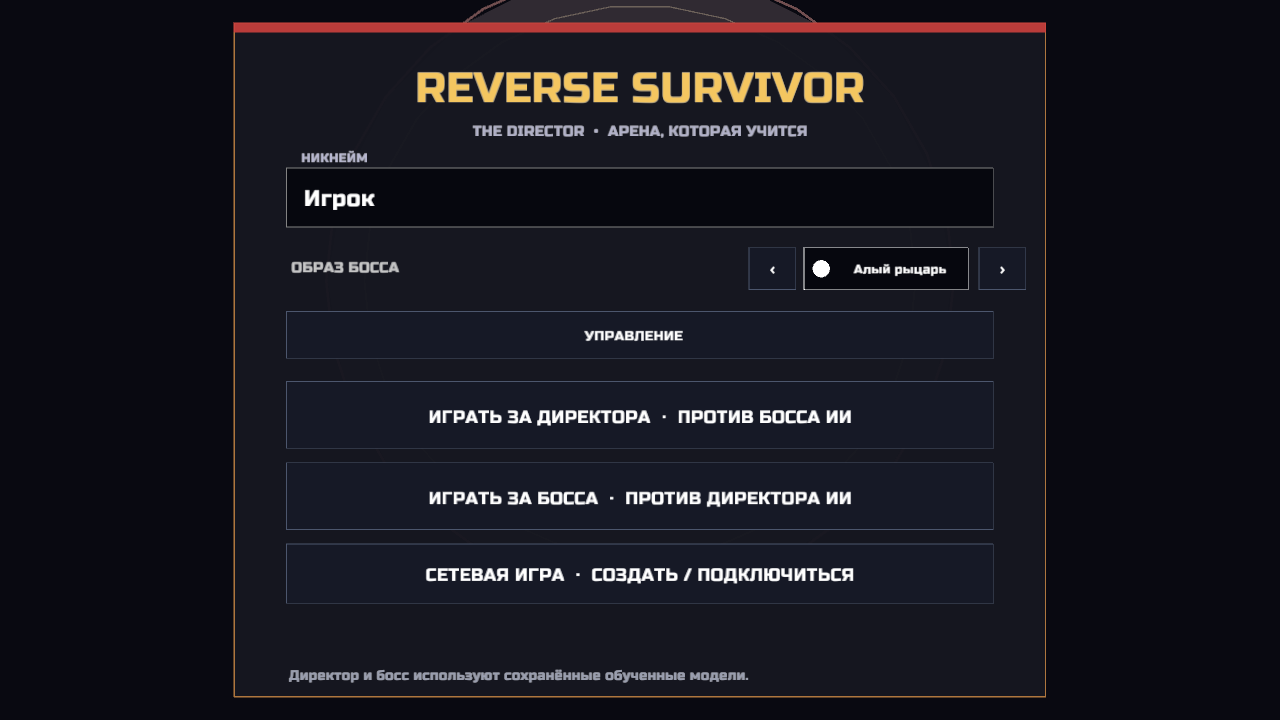 REVERSE SURVIVOR
THE DIRECTOR • АРЕНА, КОТОРАЯ УЧИТСЯ
НИКНЕЙМ
Игрок
ОБРАЗ БОССА
‹ Алый рыцарь ›
УПРАВЛЕНИЕ
ИГРАТЬ ЗА ДИРЕКТОРА · ПРОТИВ БОССА ИИ
ИГРАТЬ ЗА БОССА · ПРОТИВ ДИРЕКТОРА ИИ
СЕТЕВАЯ ИГРА · СОЗДАТЬ / ПОДКЛЮЧИТЬСЯ
Директор и босс используют сохранённые обученные модели.